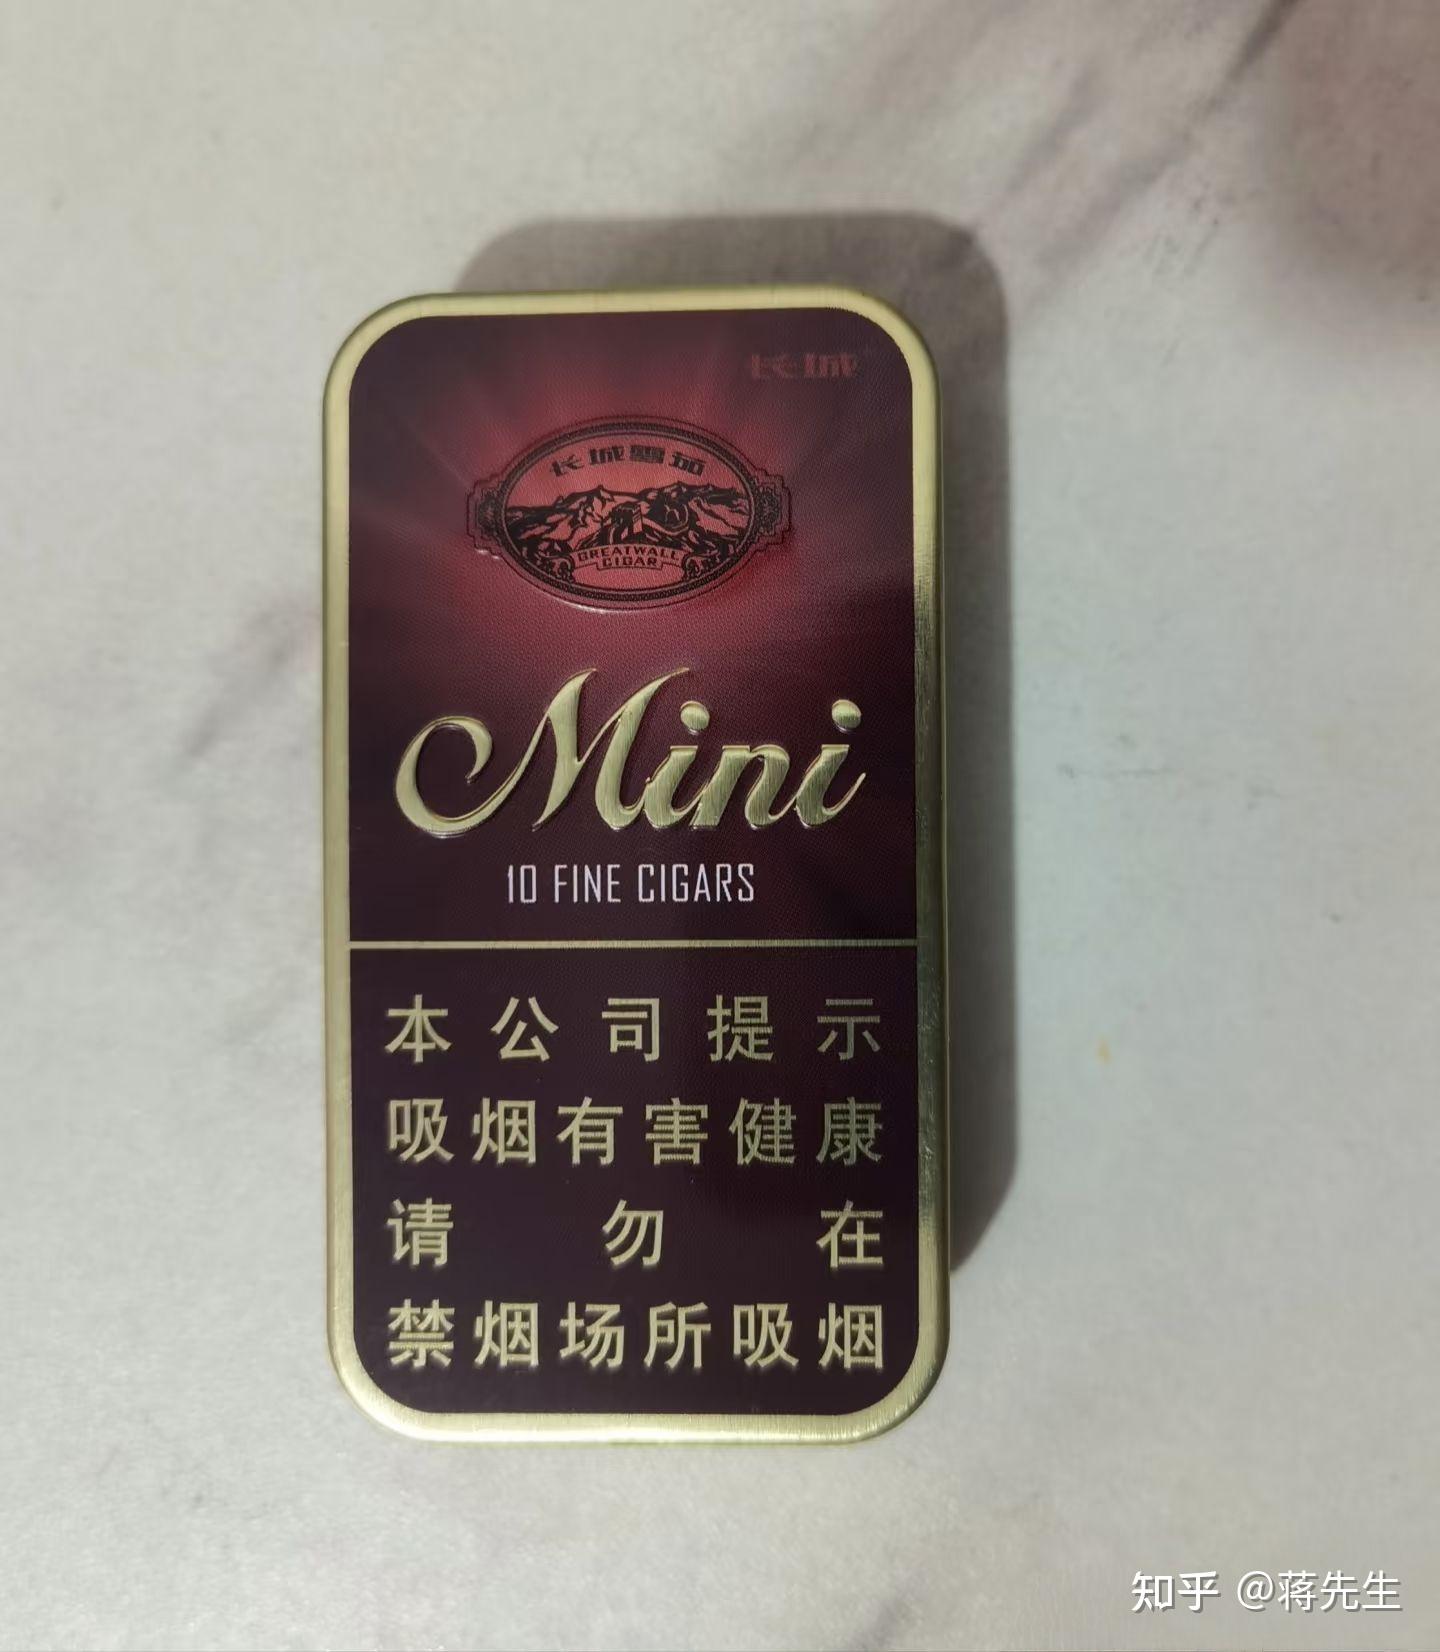 长城
长城雪茄
GREATWALL
CIGAR
Mini
10 FINE CIGARS
本公司提示
吸烟有害健康
请勿在
禁烟场所吸烟
知乎 @蒋先生